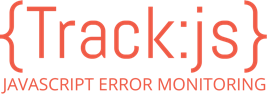 {Track:js}
JAVASCRIPT ERROR MONITORING